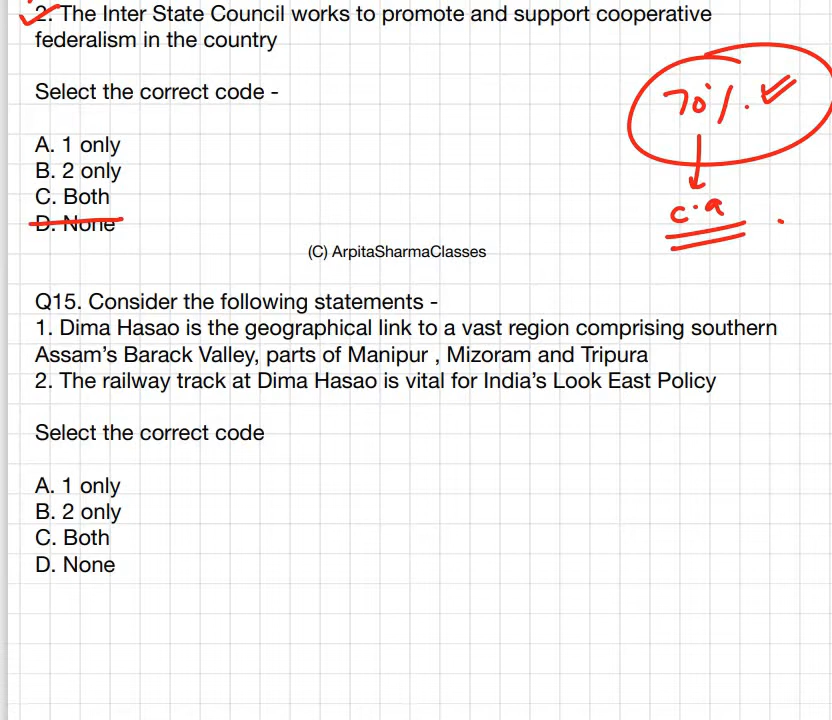 2. The Inter State Council works to promote and support cooperative
federalism in the country
Select the correct code -
70%.
A. 1 only
B. 2 only
C. Both
c.a
D. None
(C) ArpitaSharmaClasses
Q15. Consider the following statements -
1. Dima Hasao is the geographical link to a vast region comprising southern
Assam's Barack Valley, parts of Manipur , Mizoram and Tripura
2. The railway track at Dima Hasao is vital for India's Look East Policy
Select the correct code
A. 1 only
B. 2 only
C. Both
D. None